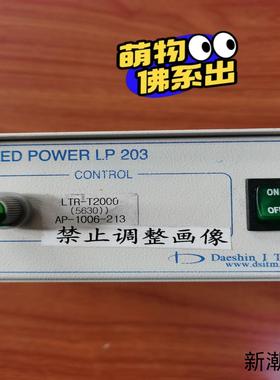 萌物
佛系出
ED POWER LP 203
CONTROL
LTR-T2000
(5630))
AP-1006-213
ON
OFF
禁止调整画像
Daeshin I T
www.dsitm.
新潮